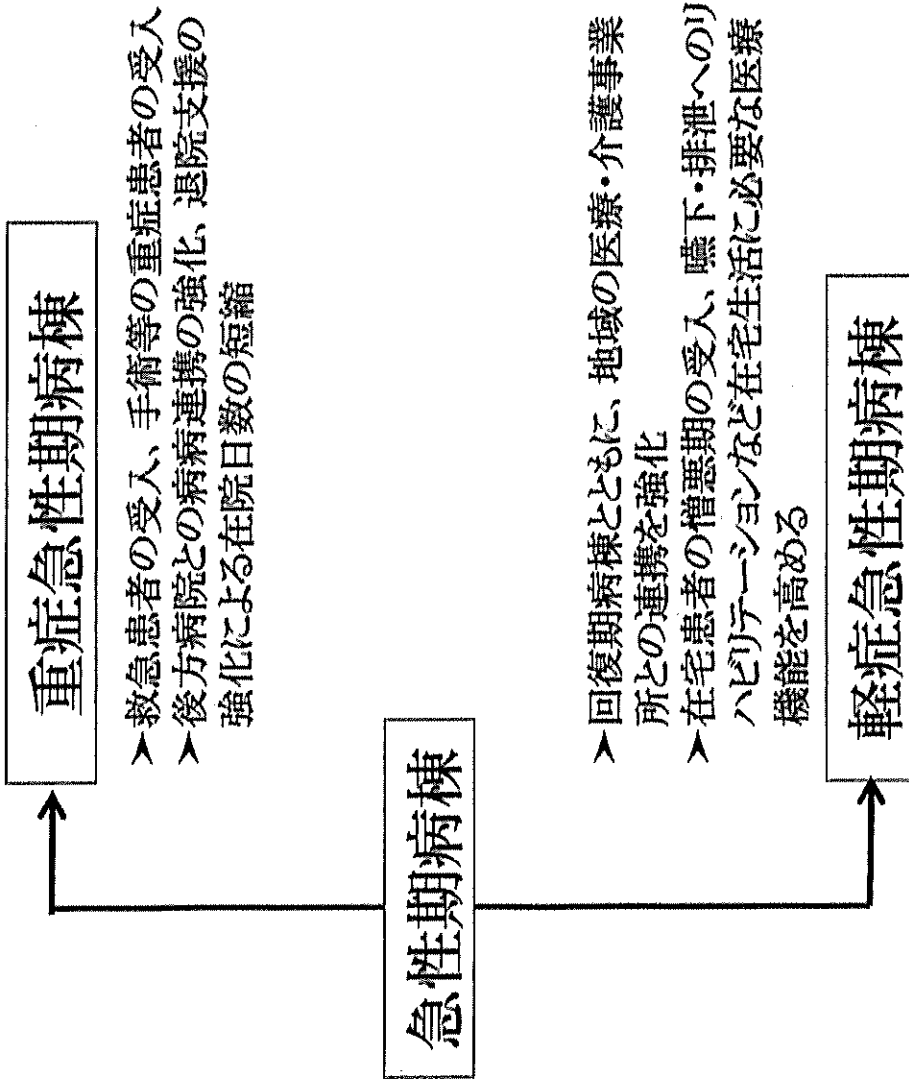 重症急性期病棟
➤救急患者の受入、手術等の重症患者の受入
➤後方病院との病病連携の強化、退院支援の
強化による在院日数の短縮
急性期病棟
➤回復期病棟とともに、地域の医療・介護事業
所との連携を強化
➤在宅患者の憎悪期の受入、嚥下・排泄へのリ
ハビリテーションなど在宅生活に必要な医療
機能を高める
軽症急性期病棟